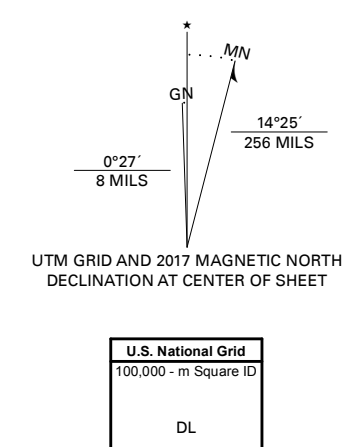 ★
MN
GN
14°25´
256 MILS
0°27´
8 MILS
UTM GRID AND 2017 MAGNETIC NORTH
DECLINATION AT CENTER OF SHEET
U.S. National Grid
100,000 - m Square ID
DL